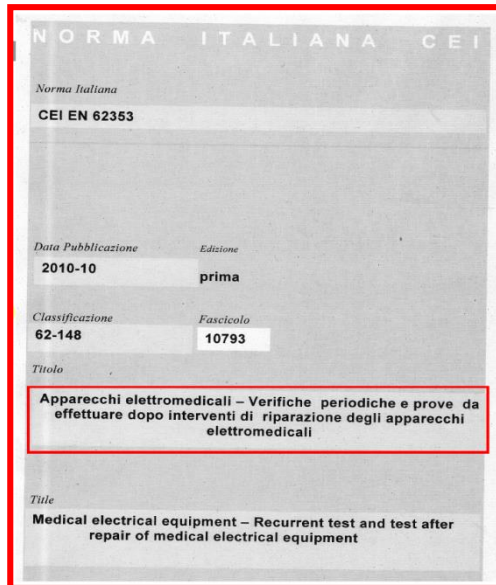 NORMA ITALIANA CEI
Norma Italiana
CEI EN 62353
Data Pubblicazione Edizione
2010-10 prima
Classificazione Fascicolo
62-148 10793
Titolo
Apparecchi elettromedicali – Verifiche periodiche e prove da
effettuare dopo interventi di riparazione degli apparecchi
elettromedicali
Title
Medical electrical equipment – Recurrent test and test after
repair of medical electrical equipment